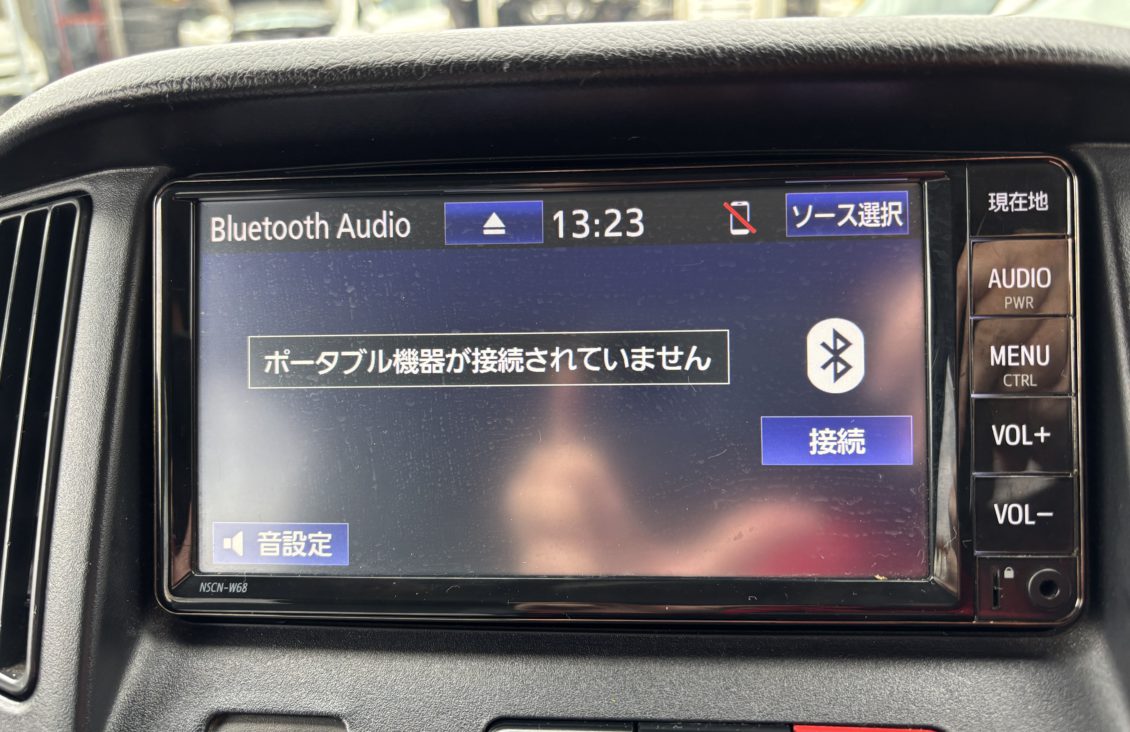 Bluetooth Audio
13:23
ソース選択
ポータブル機器が接続されていません
接続
音設定
NSCN-W68
現在地
AUDIO
PWR
MENU
CTRL
VOL+
VOL−